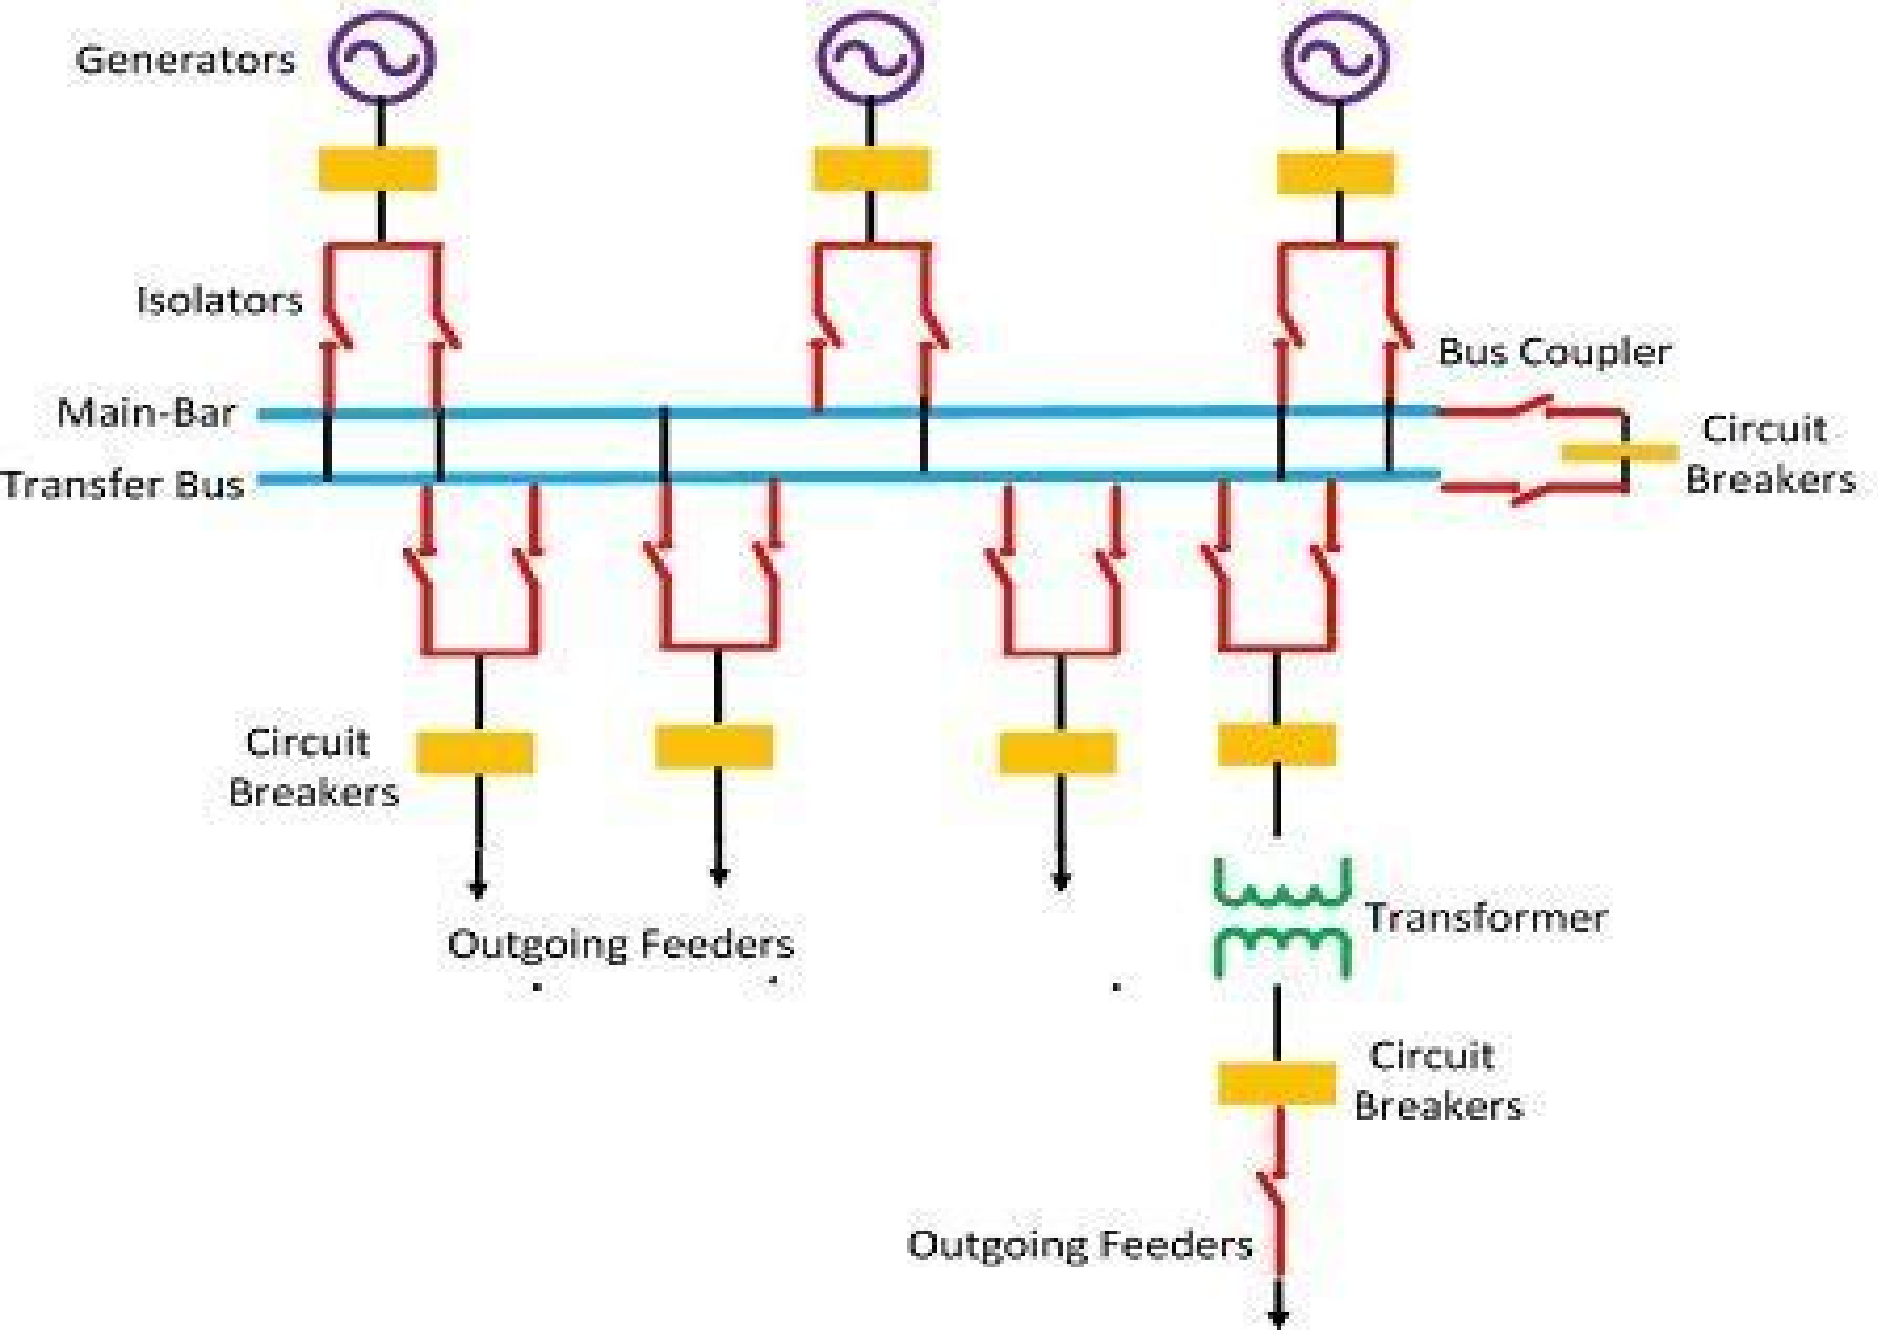 Generators
Isolators
Bus Coupler
Main-Bar
Circuit
Breakers
Transfer Bus
Circuit
Breakers
Outgoing Feeders
Transformer
Circuit
Breakers
Outgoing Feeders